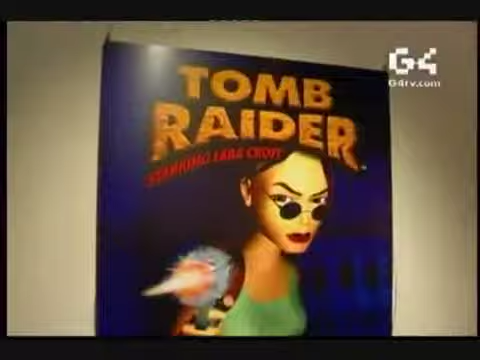 G4
G4tv.com
TOMB
RAIDER
STARRING LARA CROFT